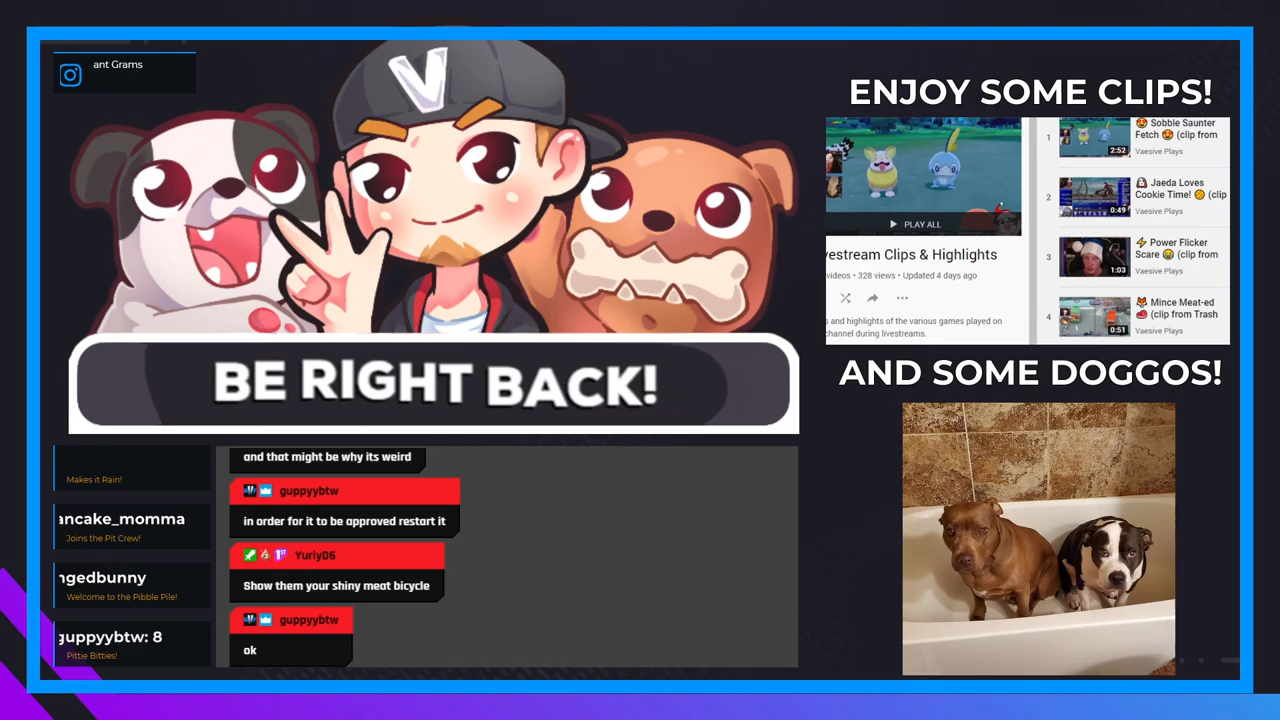 ant Grams
V
BE RIGHT BACK!
Makes it Rain!
ancake_momma
Joins the Pit Crew!
ngedbunny
Welcome to the Pibble Pile!
guppyybtw: 8
Pittie Bitties!
and that might be why its weird
guppyybtw
in order for it to be approved restart it
1st
Yuriy06
Show them your shiny meat bicycle
guppyybtw
ok
ENJOY SOME CLIPS!
PLAY ALL
vestream Clips & Highlights
videos • 328 views • Updated 4 days ago
s and highlights of the various games played on
channel during livestreams.
1
2:52
Sobble Saunter
Fetch (clip from
Vaesive Plays
2
0:49
Jaeda Loves
Cookie Time! (clip
Vaesive Plays
3
1:03
Power Flicker
Scare (clip from
Vaesive Plays
4
0:51
Mince Meat-ed
(clip from Trash
Vaesive Plays
AND SOME DOGGOS!